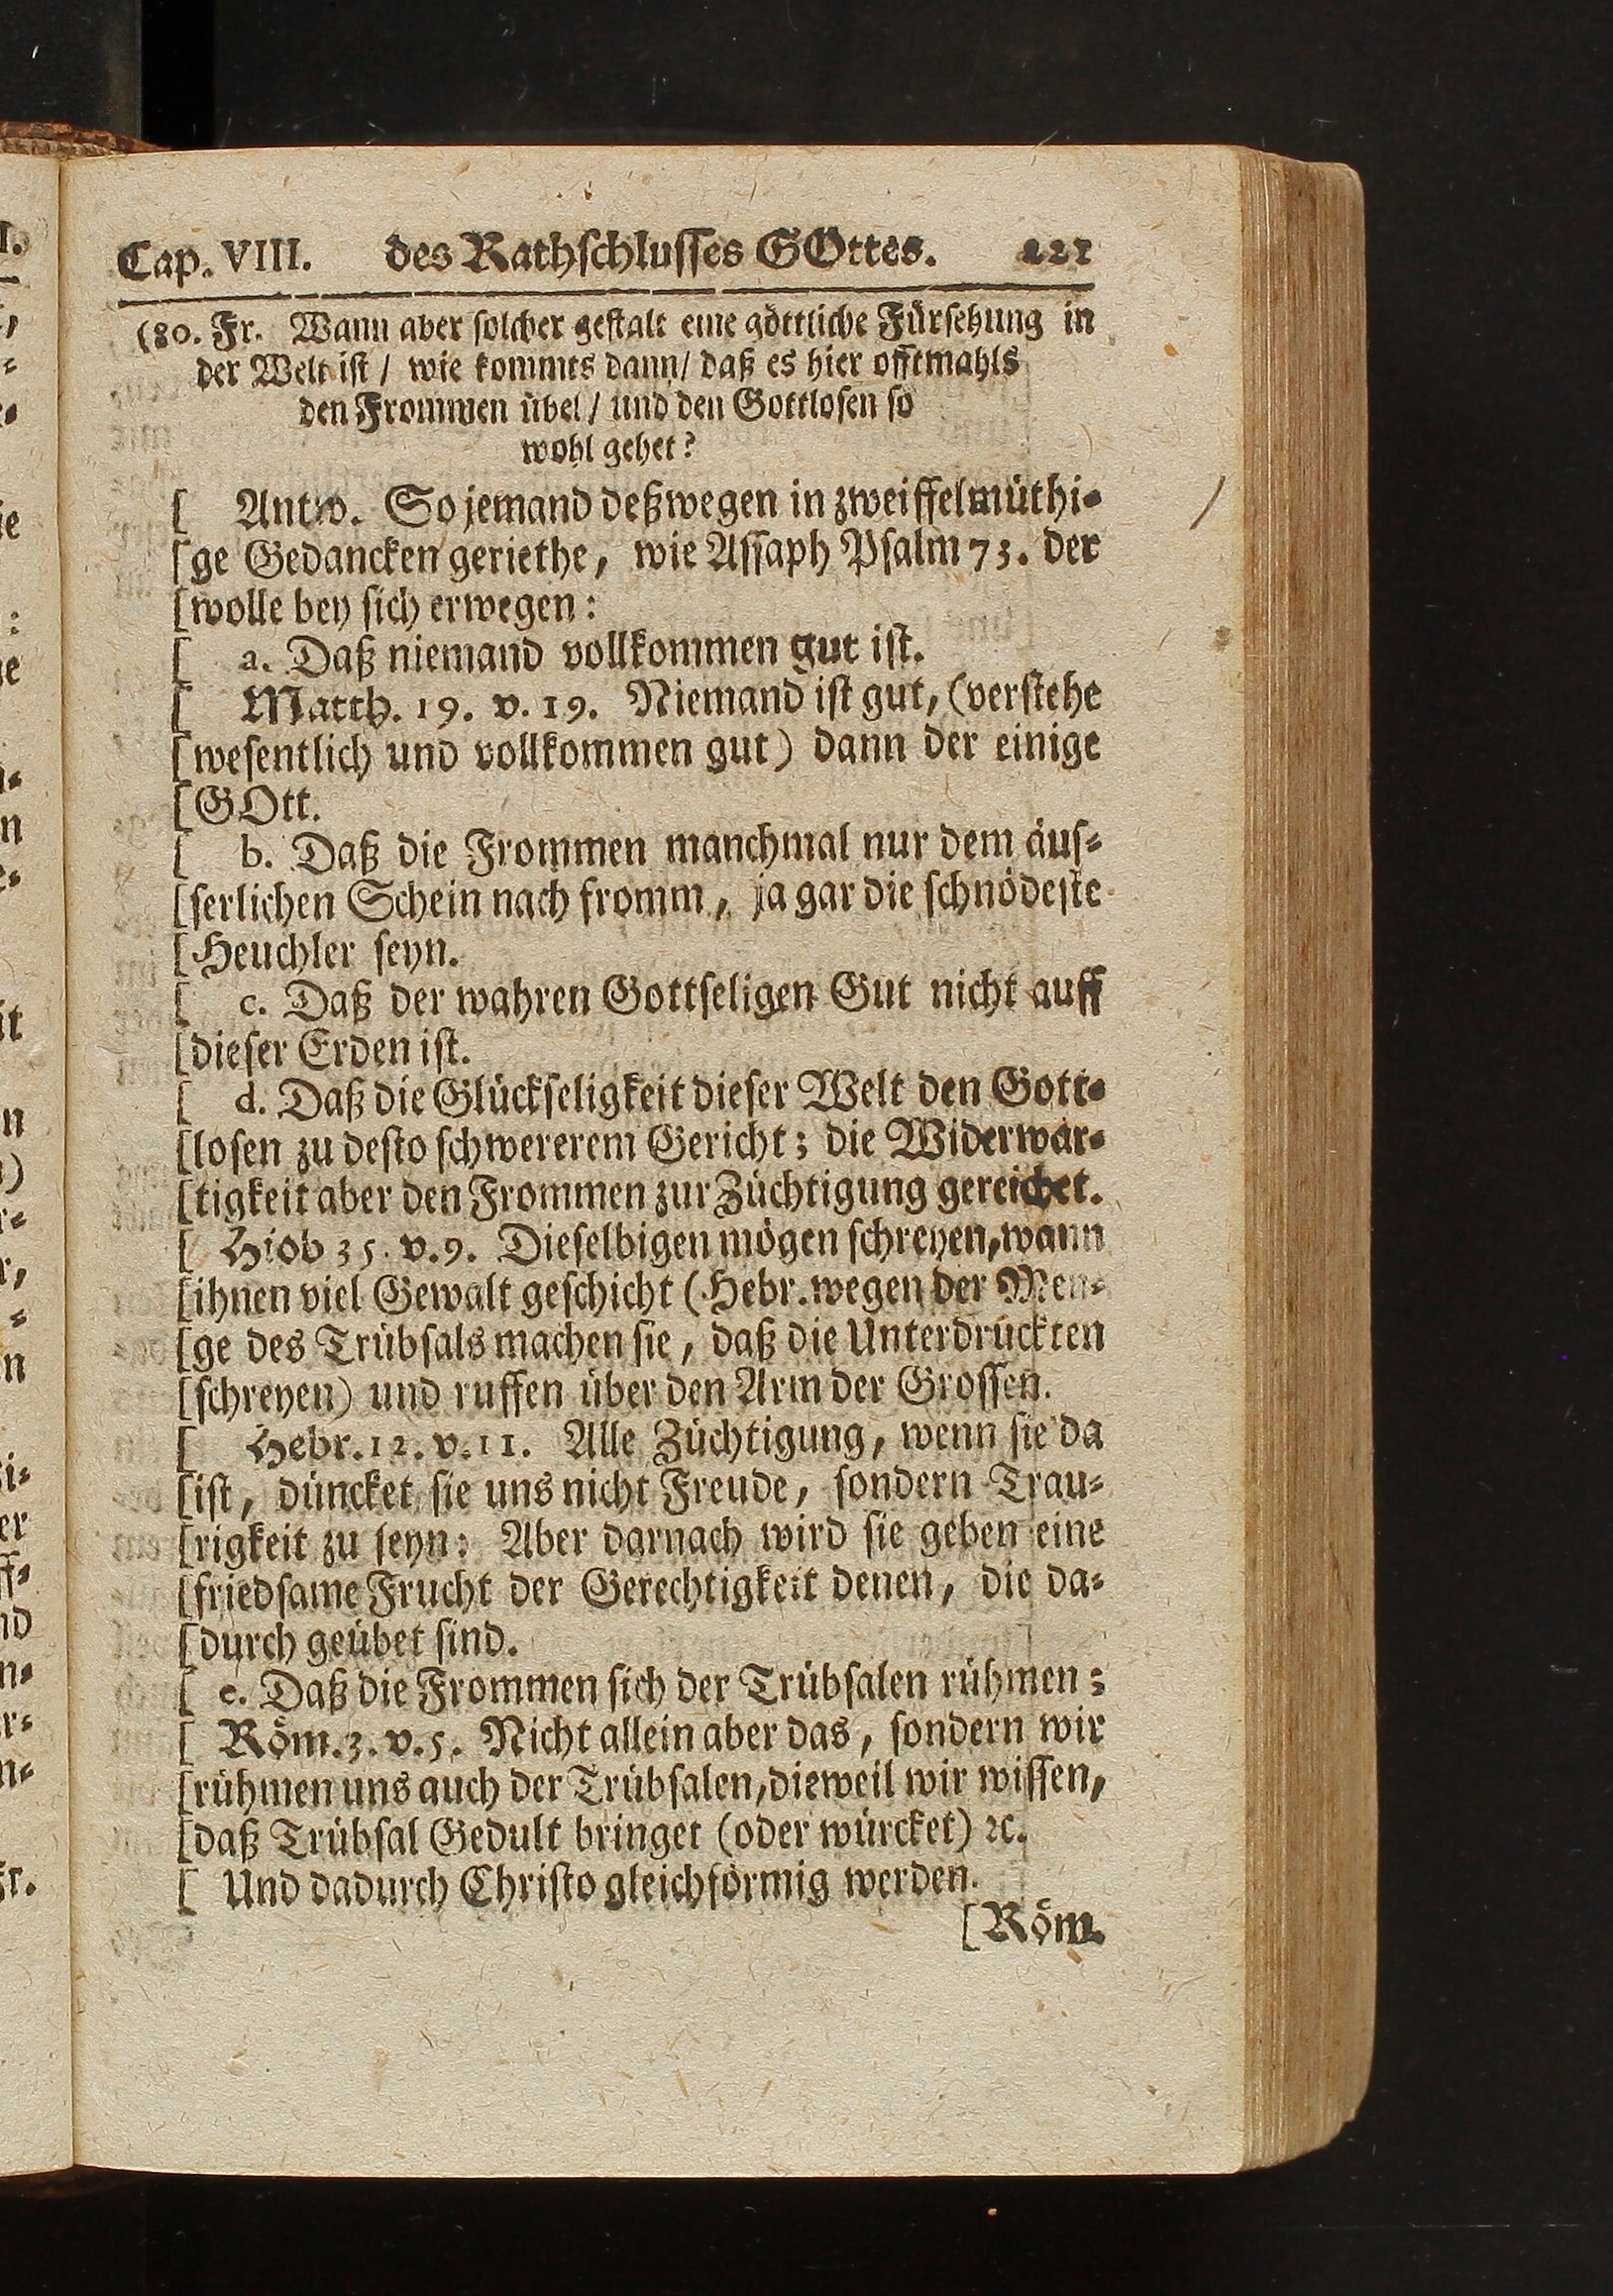 Cap. VIII. des Rathschlusses GOttes. 221
(80. Fr. Wann aber solcher gestalt eine göttliche Fürsehung in
der Welt ist / wie kommts dann / daß es hier offtmahls
den Frommen übel / und den Gottlosen so
wohl gehet?
[ Antw. So jemand deßwegen in zweiffelmüthi-
[ge Gedancken geriethe, wie Assaph Psalm 73. der
[wolle bey sich erwegen:
[ a. Daß niemand vollkommen gut ist.
[ Matth. 19. v. 19. Niemand ist gut, (verstehe
[wesentlich und vollkommen gut) dann der einige
[GOtt.
[ b. Daß die Frommen manchmal nur dem äus-
[serlichen Schein nach fromm, ja gar die schnödeste
[Heuchler seyn.
[ c. Daß der wahren Gottseligen Gut nicht auff
[dieser Erden ist.
[ d. Daß die Glückseligkeit dieser Welt den Gott-
[losen zu desto schwererem Gericht; die Widerwär-
[tigkeit aber den Frommen zur Züchtigung gereichet.
[ Hiob 35. v. 9. Dieselbigen mögen schreyen, wann
[ihnen viel Gewalt geschicht (Hebr. wegen der Men-
[ge des Trübsals machen sie, daß die Unterdrückten
[schreyen) und ruffen über den Arm der Grossen.
[ Hebr. 12. v. 11. Alle Züchtigung, wenn sie da
[ist, düncket sie uns nicht Freude, sondern Trau-
[rigkeit zu seyn: Aber darnach wird sie geben eine
[friedsame Frucht der Gerechtigkeit denen, die da-
[durch geübet sind.
[ e. Daß die Frommen sich der Trübsalen rühmen;
[ Röm. 3. v. 5. Nicht allein aber das, sondern wir
[rühmen uns auch der Trübsalen, dieweil wir wissen,
[daß Trübsal Gedult bringet (oder würcket) ꝛc.
[ Und dadurch Christo gleichförmig werden.
[Röm.